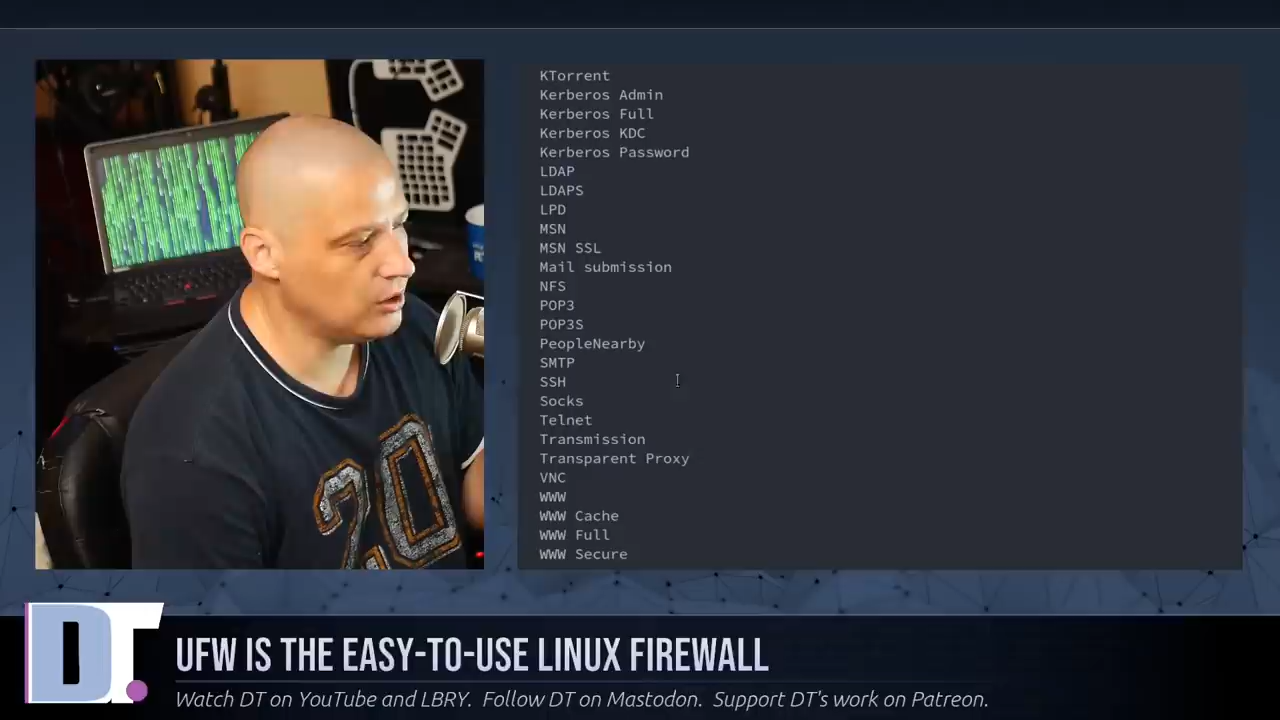 KTorrent
Kerberos Admin
Kerberos Full
Kerberos KDC
Kerberos Password
LDAP
LDAPS
LPD
MSN
MSN SSL
Mail submission
NFS
POP3
POP3S
PeopleNearby
SMTP
SSH
Socks
Telnet
Transmission
Transparent Proxy
VNC
WWW
WWW Cache
WWW Full
WWW Secure
20
DT.
UFW IS THE EASY-TO-USE LINUX FIREWALL
Watch DT on YouTube and LBRY. Follow DT on Mastodon. Support DT's work on Patreon.